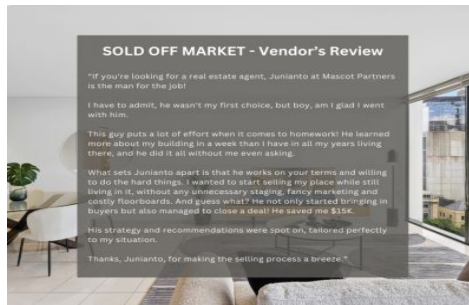 SOLD OFF MARKET - Vendor's Review
"If you're looking for a real estate agent, Junianto at Mascot Partners
is the man for the job!
I have to admit, he wasn't my first choice, but boy, am I glad I went
with him.
This guy puts a lot of effort when it comes to homework! He learned
more about my building in a week than I have in all my years living
there, and he did it all without me even asking.
What sets Junianto apart is that he works on your terms and willing
to do the hard things. I wanted to start selling my place while still
living in it, without any unnecessary staging, fancy marketing and
costly floorboards. And guess what? He not only started bringing in
buyers but also managed to close a deal! He saved me $15K.
His strategy and recommendations were spot on, tailored perfectly
to my situation.
Thanks, Junianto, for making the selling process a breeze."